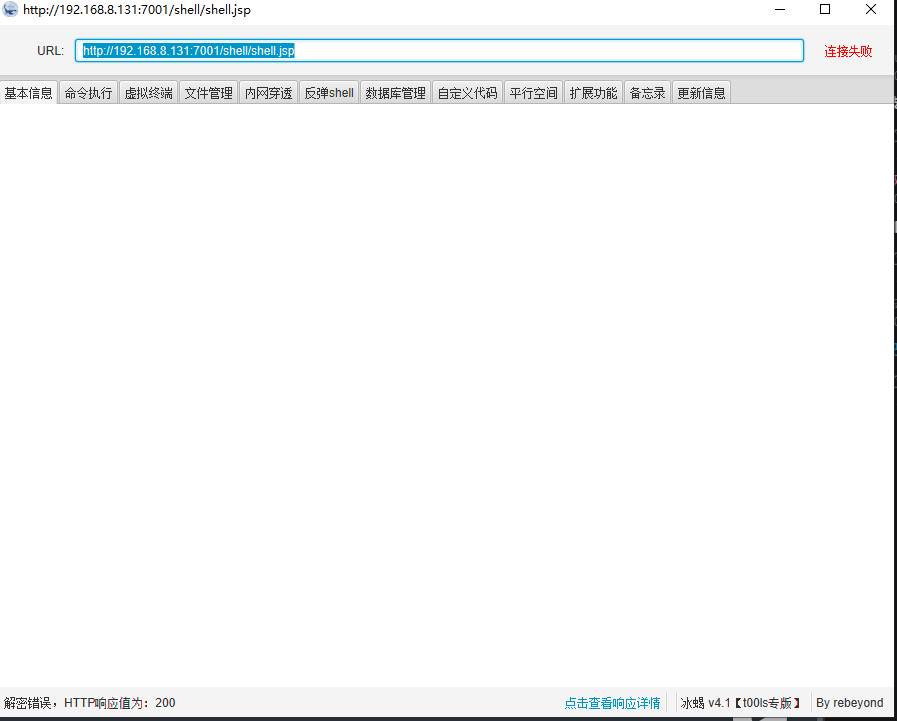 http://192.168.8.131:7001/shell/shell.jsp
URL: http://192.168.8.131:7001/shell/shell.jsp 连接失败
基本信息 命令执行 虚拟终端 文件管理 内网穿透 反弹shell 数据库管理 自定义代码 平行空间 扩展功能 备忘录 更新信息
解密错误，HTTP响应值为：200 点击查看响应详情 冰蝎 v4.1【t00ls专版】 By rebeyond